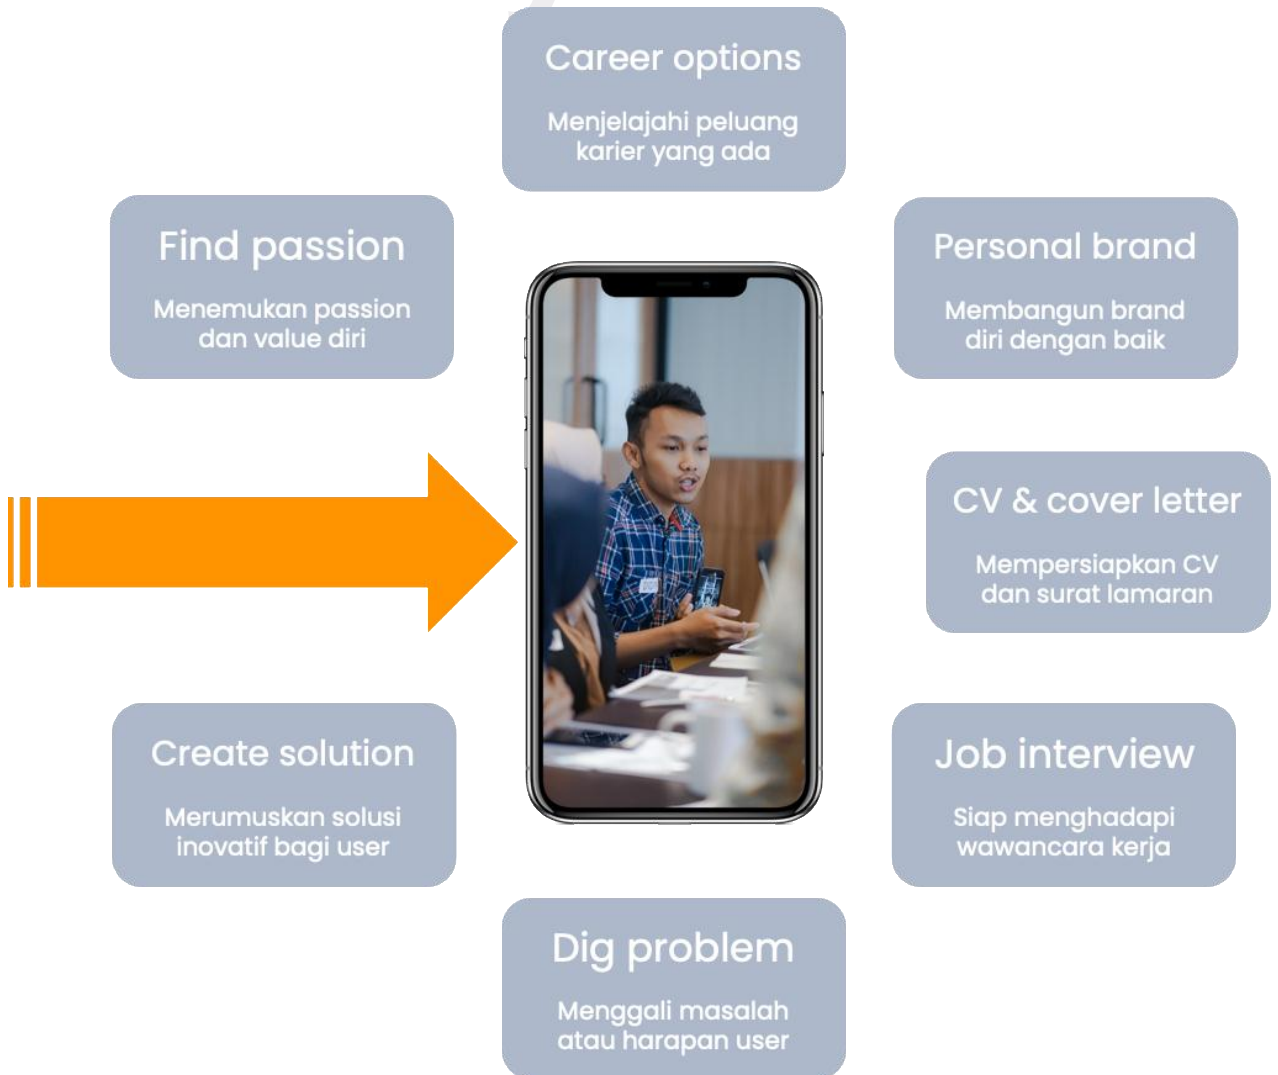 Career options
Menjelajahi peluang
karier yang ada
Find passion
Menemukan passion
dan value diri
Personal brand
Membangun brand
diri dengan baik
CV & cover letter
Mempersiapkan CV
dan surat lamaran
Create solution
Merumuskan solusi
inovatif bagi user
Job interview
Siap menghadapi
wawancara kerja
Dig problem
Menggali masalah
atau harapan user